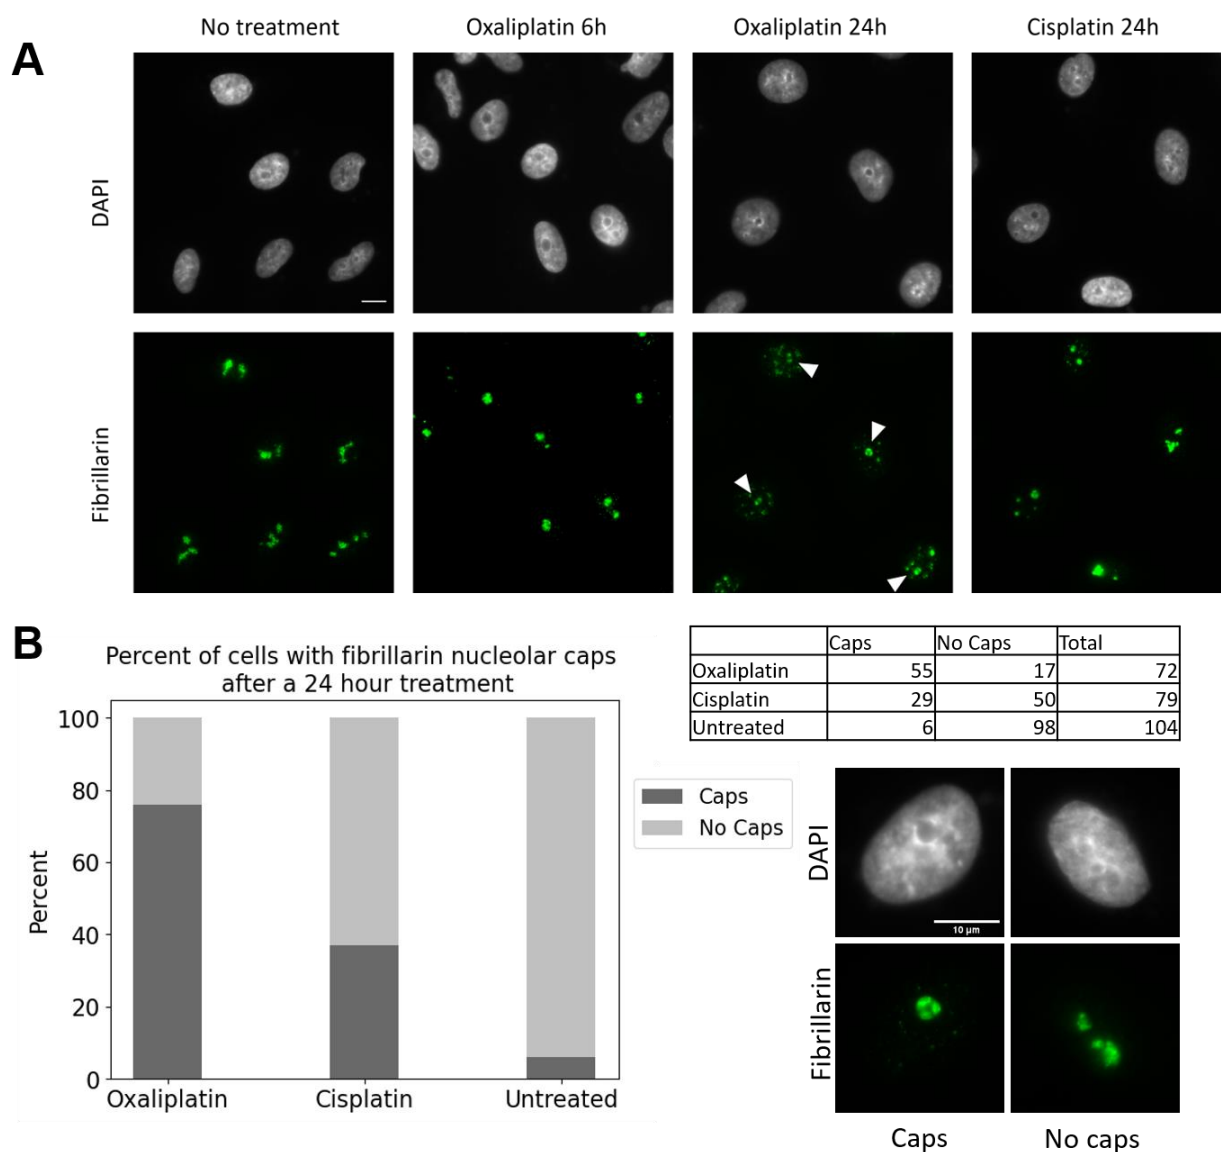 A
No treatment
Oxaliplatin 6h
Oxaliplatin 24h
Cisplatin 24h
DAPI
Fibrillarin
B
Percent of cells with fibrillarin nucleolar caps
after a 24 hour treatment
Percent
100
80
60
40
20
0
Oxaliplatin
Cisplatin
Untreated
Caps
No Caps
Caps No Caps Total
Oxaliplatin 55 17 72
Cisplatin 29 50 79
Untreated 6 98 104
DAPI
10 µm
Fibrillarin
Caps
No caps